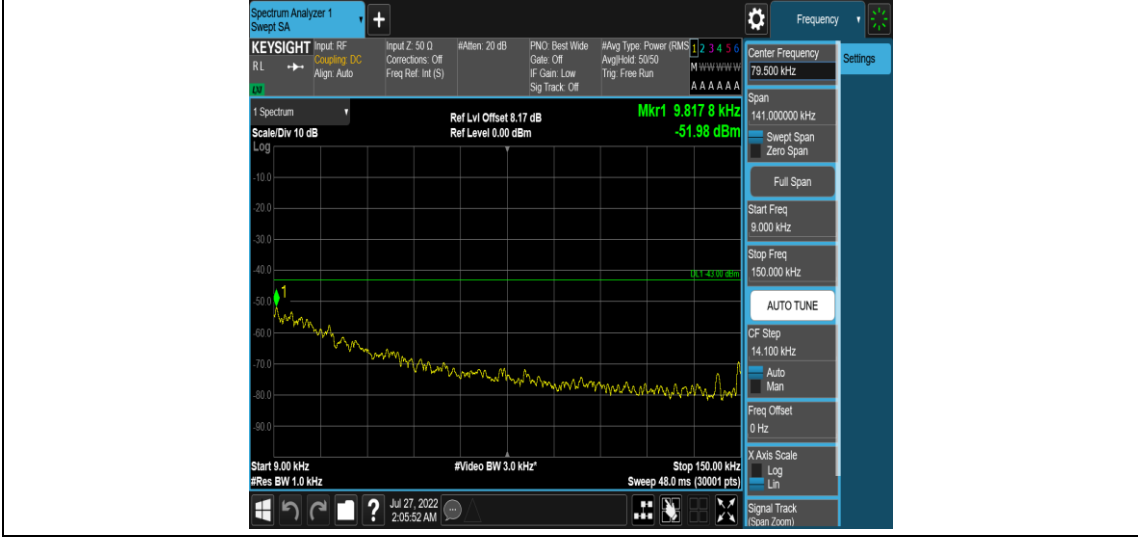 Spectrum Analyzer 1
Swept SA
+
Frequency
KEYSIGHT
R L
LNI
Input: RF
Coupling: DC
Align: Auto
Input Z: 50 Ω
Corrections: Off
Freq Ref: Int (S)
#Atten: 20 dB
PNO: Best Wide
Gate: Off
IF Gain: Low
Sig Track: Off
#Avg Type: Power (RMS
Avg|Hold: 50/50
Trig: Free Run
1 2 3 4 5 6
M W W W W W
A A A A A A
1 Spectrum
Scale/Div 10 dB
Log
Ref Lvl Offset 8.17 dB
Ref Level 0.00 dBm
Mkr1 9.817 8 kHz
-51.98 dBm
-10.0
-20.0
-30.0
-40.0
DL1 -43.00 dBm
1
-50.0
-60.0
-70.0
-80.0
-90.0
Start 9.00 kHz
#Video BW 3.0 kHz*
Stop 150.00 kHz
#Res BW 1.0 kHz
Sweep 48.0 ms (30001 pts)
?
Jul 27, 2022
2:05:52 AM
Center Frequency
79.500 kHz
Settings
Span
141.000000 kHz
Swept Span
Zero Span
Full Span
Start Freq
9.000 kHz
Stop Freq
150.000 kHz
AUTO TUNE
CF Step
14.100 kHz
Auto
Man
Freq Offset
0 Hz
X Axis Scale
Log
Lin
Signal Track
(Span Zoom)